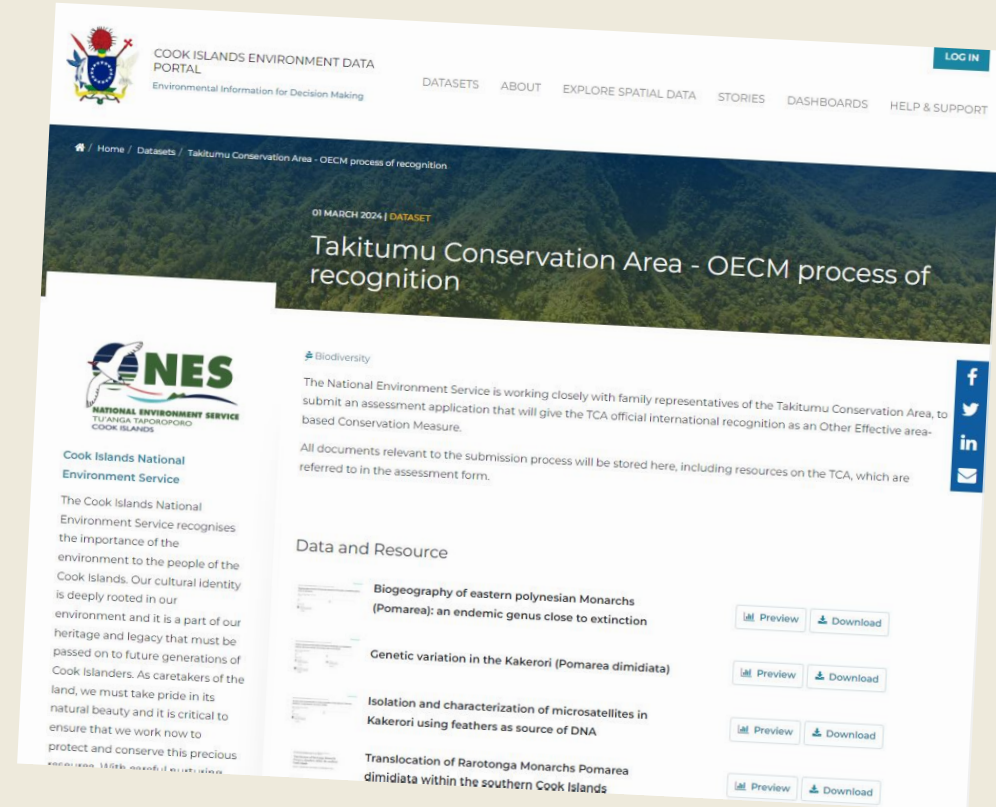 COOK ISLANDS ENVIRONMENT DATA
PORTAL
Environmental Information for Decision Making
DATASETS
ABOUT
EXPLORE SPATIAL DATA
STORIES
DASHBOARDS
HELP & SUPPORT
LOG IN
/ Home / Datasets / Takitumu Conservation Area - OECM process of recognition
01 MARCH 2024 | DATASET
Takitumu Conservation Area - OECM process of
recognition
NES
NATIONAL ENVIRONMENT SERVICE
TU'ANGA TAPOROPORO
COOK ISLANDS
Cook Islands National
Environment Service
The Cook Islands National
Environment Service recognises
the importance of the
environment to the people of the
Cook Islands. Our cultural identity
is deeply rooted in our
environment and it is a part of our
heritage and legacy that must be
passed on to future generations of
Cook Islanders. As caretakers of the
land, we must take pride in its
natural beauty and it is critical to
ensure that we work now to
protect and conserve this precious
resource. With careful nurturing
Biodiversity
The National Environment Service is working closely with family representatives of the Takitumu Conservation Area, to
submit an assessment application that will give the TCA official international recognition as an Other Effective area-
based Conservation Measure.
All documents relevant to the submission process will be stored here, including resources on the TCA, which are
referred to in the assessment form.
Data and Resource
Biogeography of eastern polynesian Monarchs
(Pomarea): an endemic genus close to extinction
Preview
Download
Genetic variation in the Kakerori (Pomarea dimidiata)
Preview
Download
Isolation and characterization of microsatellites in
Kakerori using feathers as source of DNA
Preview
Download
Translocation of Rarotonga Monarchs Pomarea
dimidiata within the southern Cook Islands
Preview
Download
f
in